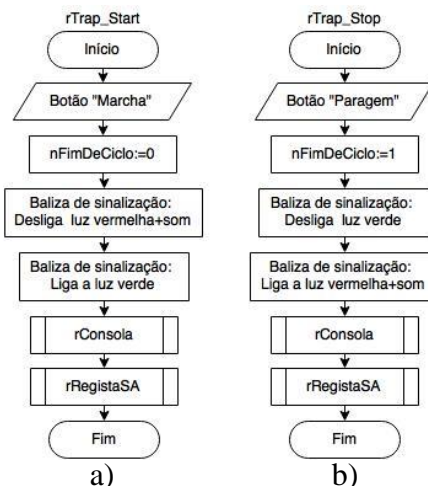 rTrap_Start
Início
Botão "Marcha"
nFimDeCiclo:=0
Baliza de sinalização:
Desliga luz vermelha+som
Baliza de sinalização:
Liga a luz verde
rConsola
rRegistaSA
Fim
a)
rTrap_Stop
Início
Botão "Paragem"
nFimDeCiclo:=1
Baliza de sinalização:
Desliga luz verde
Baliza de sinalização:
Liga a luz vermelha+som
rConsola
rRegistaSA
Fim
b)